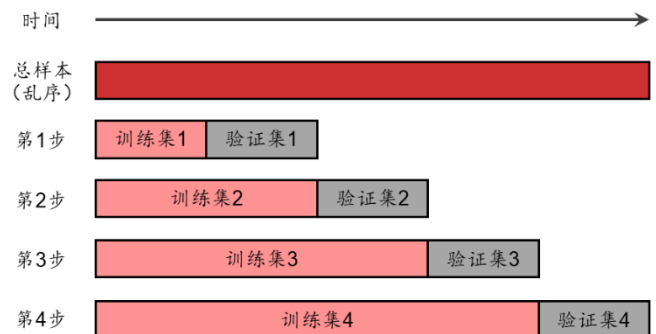 时间
总样本
（乱序）
第1步
训练集1
验证集1
第2步
训练集2
验证集2
第3步
训练集3
验证集3
第4步
训练集4
验证集4